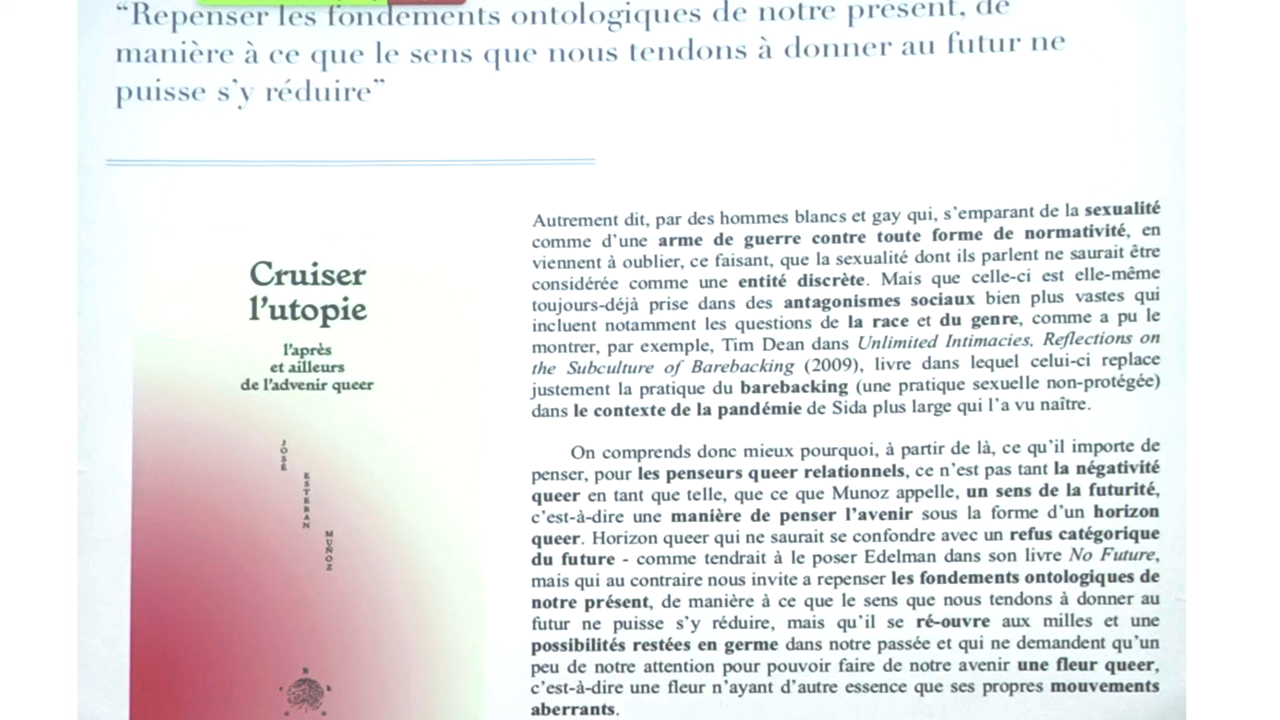 “Repenser les fondements ontologiques de notre présent, de
manière à ce que le sens que nous tendons à donner au futur ne
puisse s’y réduire”
Cruiser
l’utopie
l’après
et ailleurs
de l’advenir queer
JOSÉ
ESTEBAN
MUÑOZ
Autrement dit, par des hommes blancs et gay qui, s’emparant de la sexualité
comme d’une arme de guerre contre toute forme de normativité, en
viennent à oublier, ce faisant, que la sexualité dont ils parlent ne saurait être
considérée comme une entité discrète. Mais que celle-ci est elle-même
toujours-déjà prise dans des antagonismes sociaux bien plus vastes qui
incluent notamment les questions de la race et du genre, comme a pu le
montrer, par exemple, Tim Dean dans Unlimited Intimacies, Reflections on
the Subculture of Barebacking (2009), livre dans lequel celui-ci replace
justement la pratique du barebacking (une pratique sexuelle non-protégée)
dans le contexte de la pandémie de Sida plus large qui l’a vu naître.
On comprends donc mieux pourquoi, à partir de là, ce qu’il importe de
penser, pour les penseurs queer relationnels, ce n’est pas tant la négativité
queer en tant que telle, que ce que Munoz appelle, un sens de la futurité,
c’est-à-dire une manière de penser l’avenir sous la forme d’un horizon
queer. Horizon queer qui ne saurait se confondre avec un refus catégorique
du future - comme tendrait à le poser Edelman dans son livre No Future,
mais qui au contraire nous invite a repenser les fondements ontologiques de
notre présent, de manière à ce que le sens que nous tendons à donner au
futur ne puisse s’y réduire, mais qu’il se ré-ouvre aux milles et une
possibilités restées en germe dans notre passée et qui ne demandent qu’un
peu de notre attention pour pouvoir faire de notre avenir une fleur queer,
c’est-à-dire une fleur n’ayant d’autre essence que ses propres mouvements
aberrants.